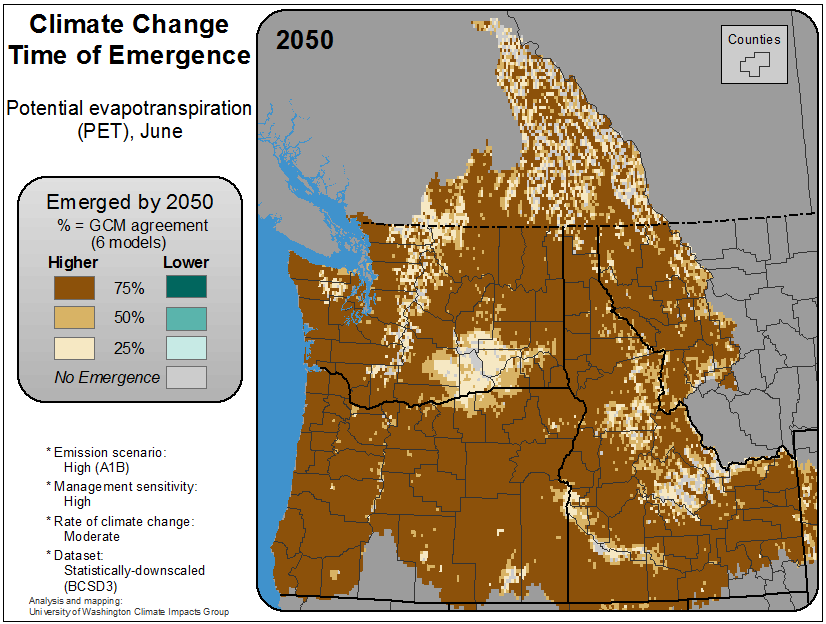 Climate Change
Time of Emergence
Potential evapotranspiration
(PET), June
Emerged by 2050
% = GCM agreement
(6 models)
Higher Lower
75%
50%
25%
No Emergence
* Emission scenario:
High (A1B)
* Management sensitivity:
High
* Rate of climate change:
Moderate
* Dataset:
Statistically-downscaled
(BCSD3)
Analysis and mapping:
University of Washington Climate Impacts Group
2050
Counties